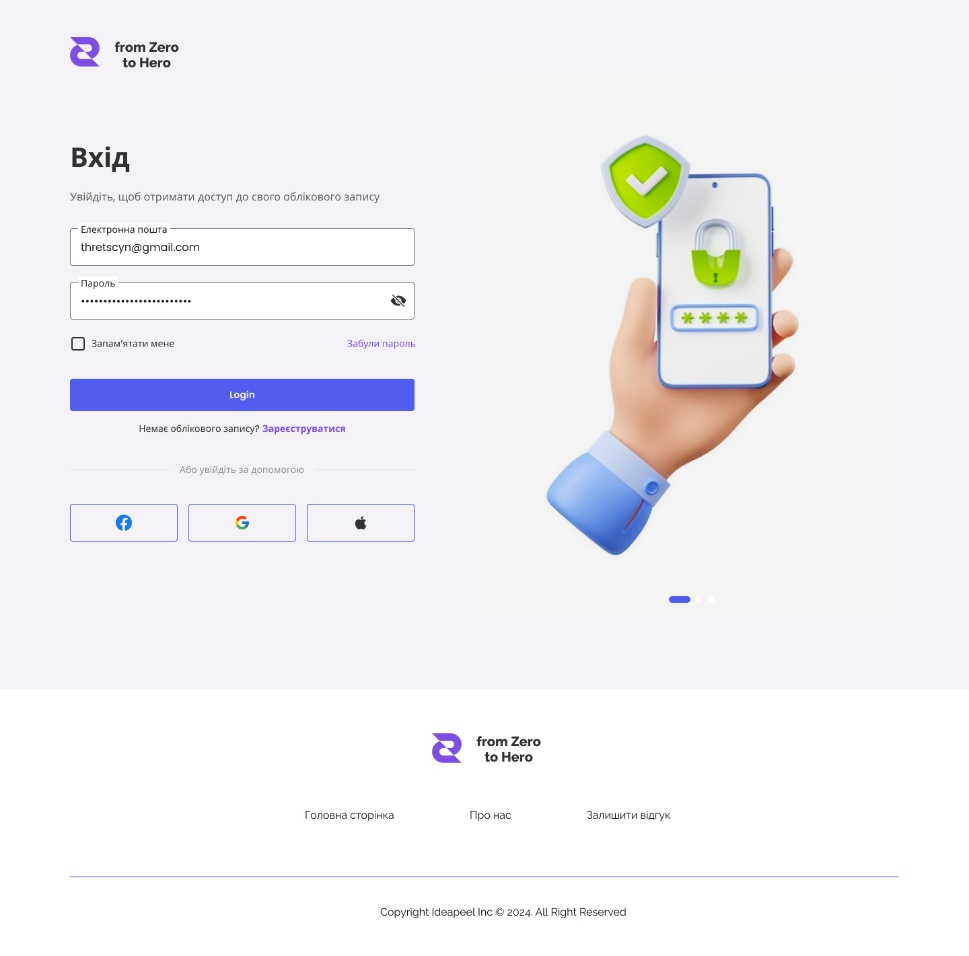 from Zero
to Hero
Вхід
Увійдіть, щоб отримати доступ до свого облікового запису
Електронна пошта
thretscyn@gmail.com
Пароль
••••••••••••••••••••••••
Запам'ятати мене
Забули пароль
Login
Немає облікового запису? Зареєструватися
Або увійдіть за допомогою
****
from Zero
to Hero
Головна сторінка
Про нас
Залишити відгук
Copyright Ideapeel Inc © 2024. All Right Reserved